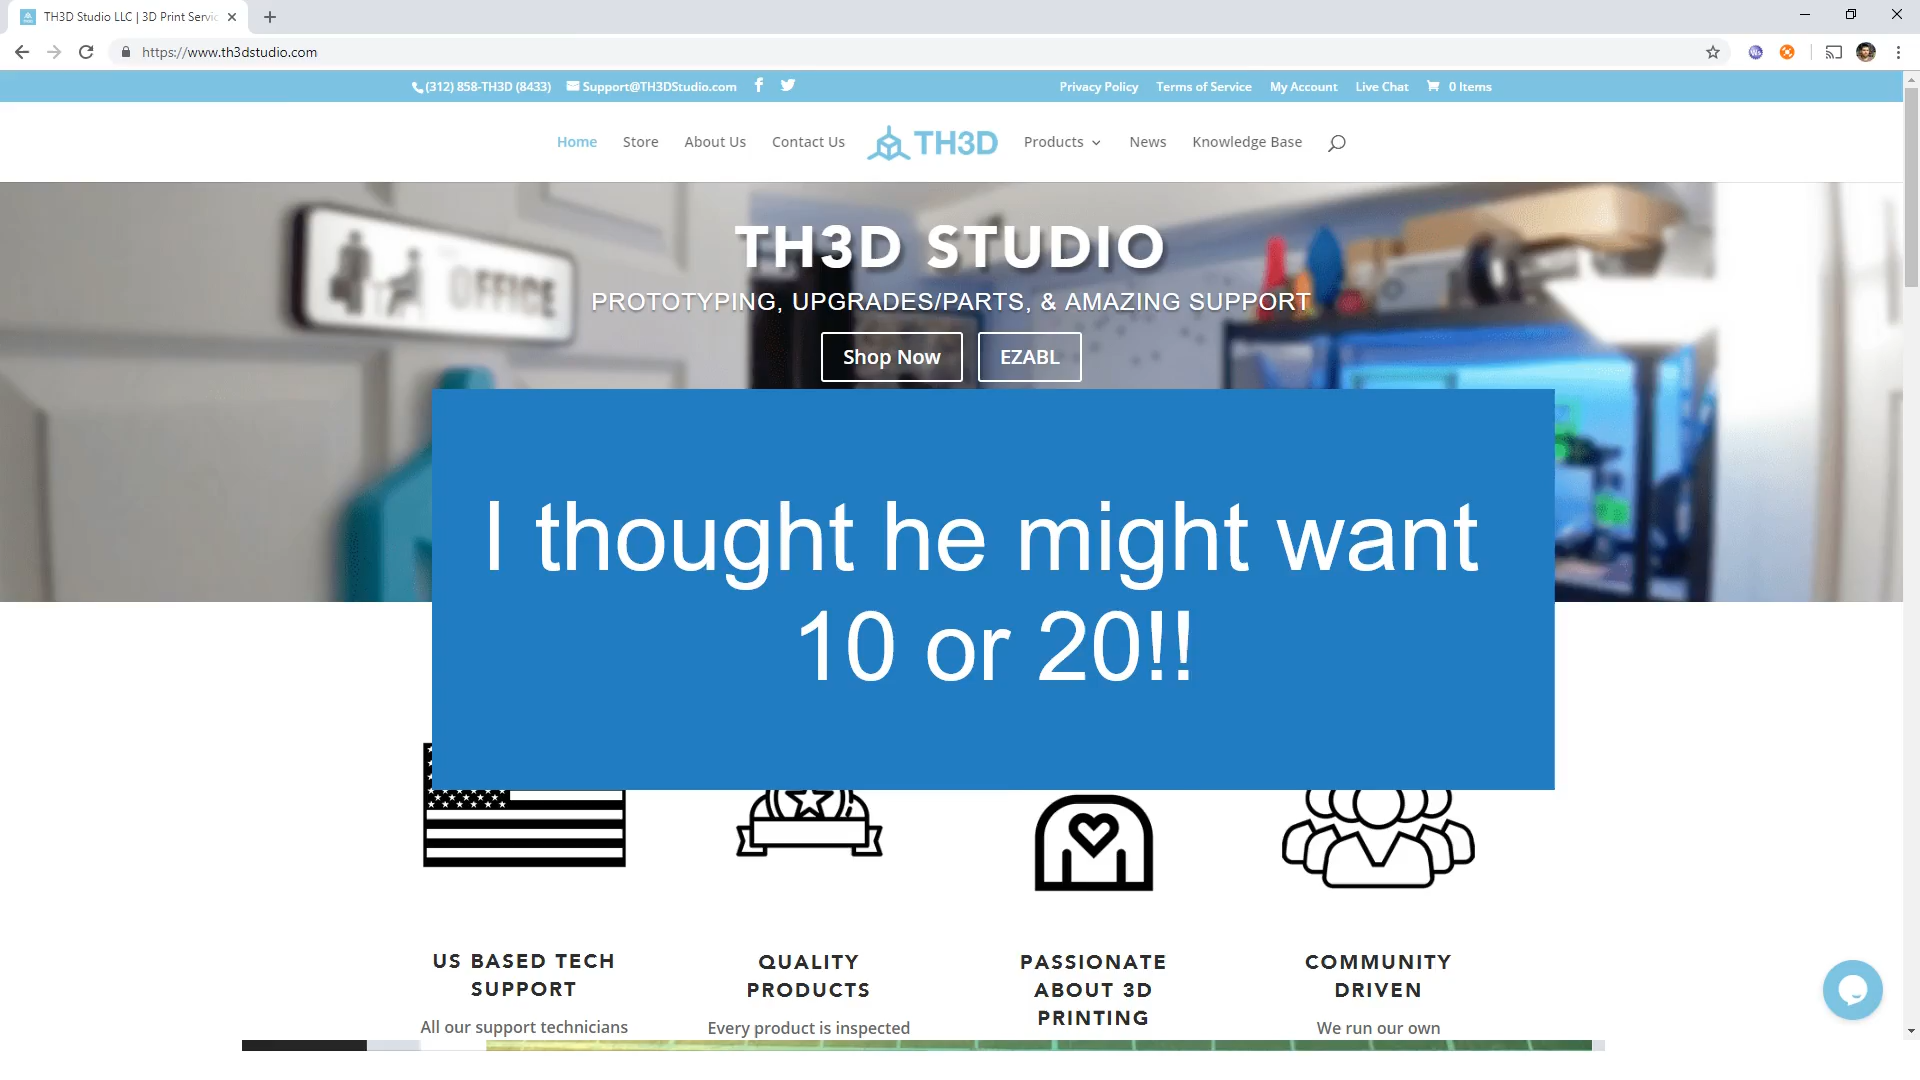 TH3D Studio LLC | 3D Print Servic
https://www.th3dstudio.com
(312) 858-TH3D (8433) Support@TH3DStudio.com Privacy Policy Terms of Service My Account Live Chat 0 Items
Home Store About Us Contact Us TH3D Products News Knowledge Base
OFFICE
TH3D STUDIO
PROTOTYPING, UPGRADES/PARTS, & AMAZING SUPPORT
Shop Now EZABL
I thought he might want
10 or 20!!
US BASED TECH
SUPPORT
All our support technicians
QUALITY
PRODUCTS
Every product is inspected
PASSIONATE
ABOUT 3D
PRINTING
COMMUNITY
DRIVEN
We run our own